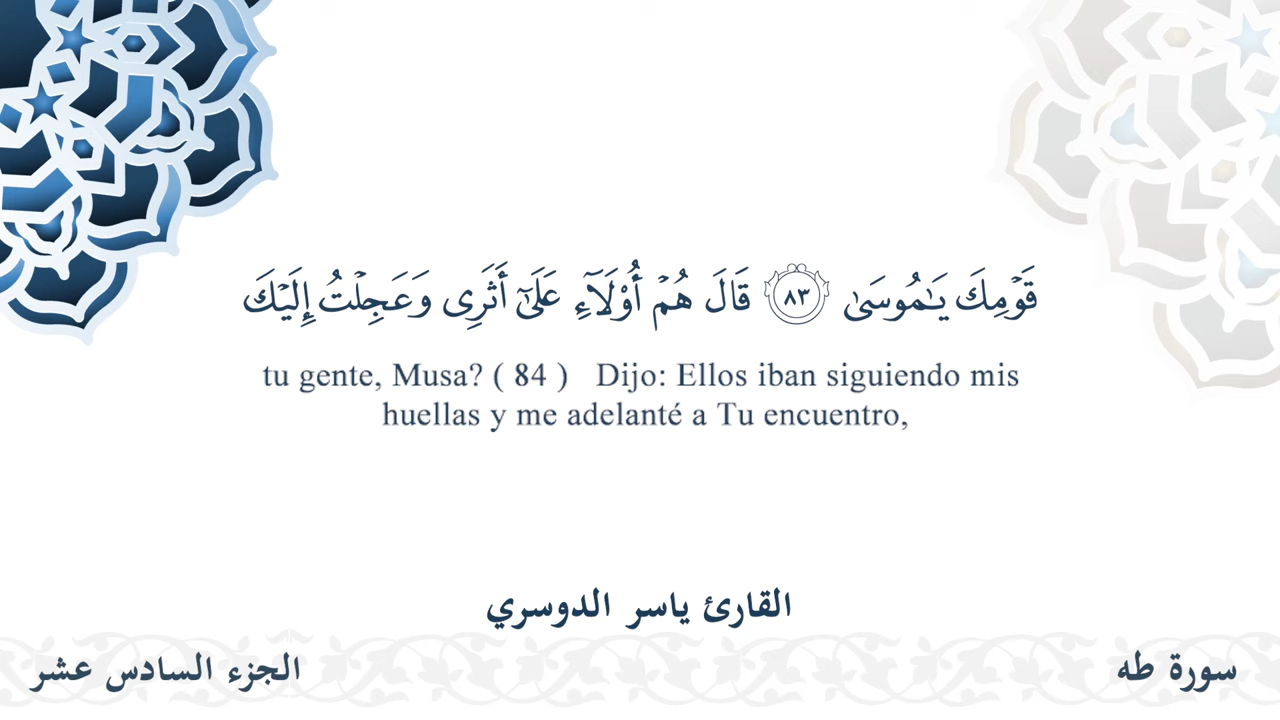 قَوۡمِكَ يَـٰمُوسَىٰ ٨٣ قَالَ هُمۡ أُوْلَآءِ عَلَىٰٓ أَثَرِى وَعَجِلۡتُ إِلَيۡكَ
tu gente, Musa? ( 84 ) Dijo: Ellos iban siguiendo mis
huellas y me adelanté a Tu encuentro,
القارئ ياسر الدوسري
سورة طه
الجزء السادس عشر